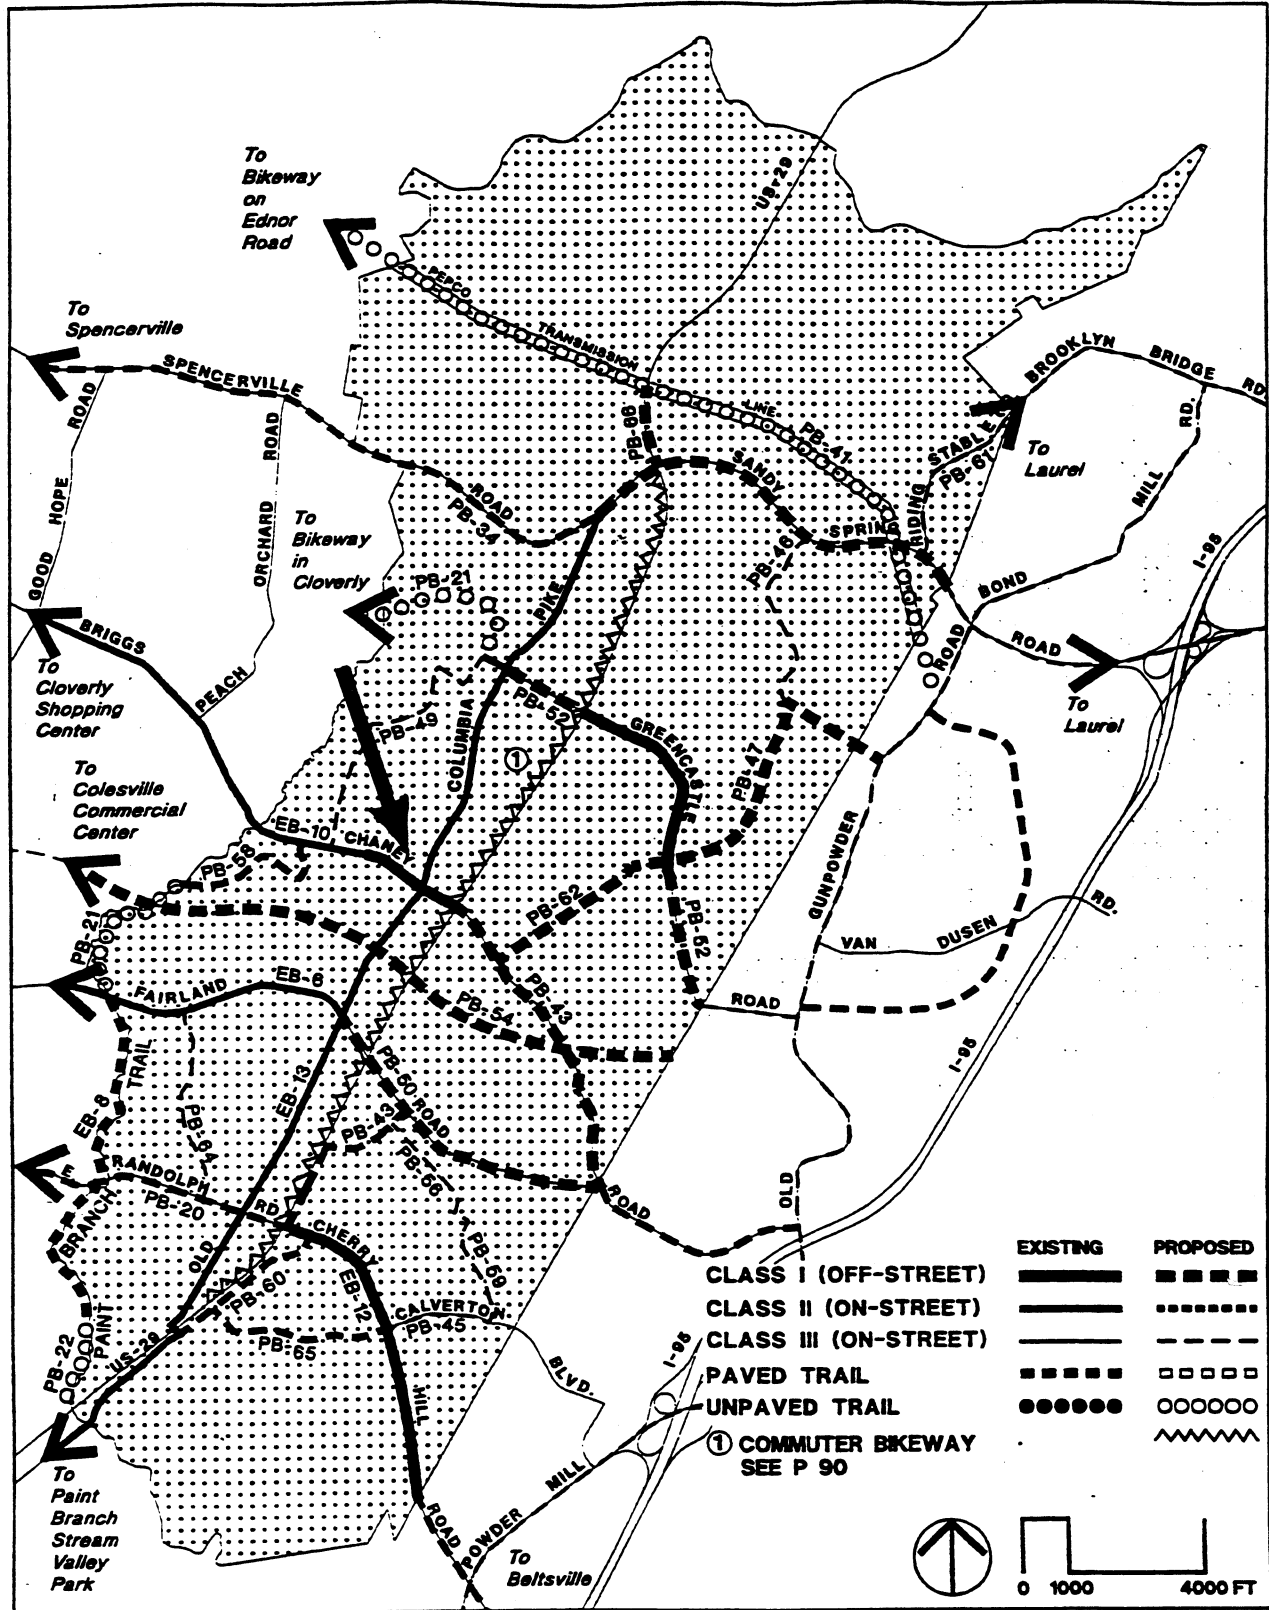 To
Bikeway
on
Ednor
Road
US-29
PEPCO
TRANSMISSION
LINE
PB-41
To
Spencerville
SPENCERVILLE
ROAD
PB-34
GOOD HOPE ROAD
ORCHARD ROAD
PEACH
BRIGGS
To
Bikeway
in
Cloverly
PB-21
PIKE
COLUMBIA
OLD
PB-66
SANDY
SPRING
ROAD
RIDING
STABLE
PB-61
BROOKLYN
BRIDGE
RD.
To
Laurel
MILL
RD.
BOND
I-95
PB-46
To
Laurel
To
Cloverly
Shopping
Center
PB-49
PB-52
GREENCASTLE
1
PB-47
To
Colesville
Commercial
Center
EB-10
CHANEY
PB-58
PB-62
PB-52
ROAD
GUNPOWDER
ROAD
OLD
VAN
DUSEN
RD.
PB-21
FAIRLAND
EB-6
PB-43
PB-54
I-95
TRAIL
EB-8
EB-13
PB-50
ROAD
PB-43
PB-64
PB-56
E
RANDOLPH
RD
PB-20
BRANCH
PAINT
ROAD
CHERRY
EB-12
PB-60
PB-59
CALVERTON
PB-45
BLVD.
PB-65
US-29
PB-22
MILL
ROAD
I-95
POWDER
MILL
To
Beltsville
To
Paint
Branch
Stream
Valley
Park
EXISTING PROPOSED
CLASS I (OFF-STREET)
CLASS II (ON-STREET)
CLASS III (ON-STREET)
PAVED TRAIL
UNPAVED TRAIL
1 COMMUTER BIKEWAY
SEE P 90
0 1000 4000 FT